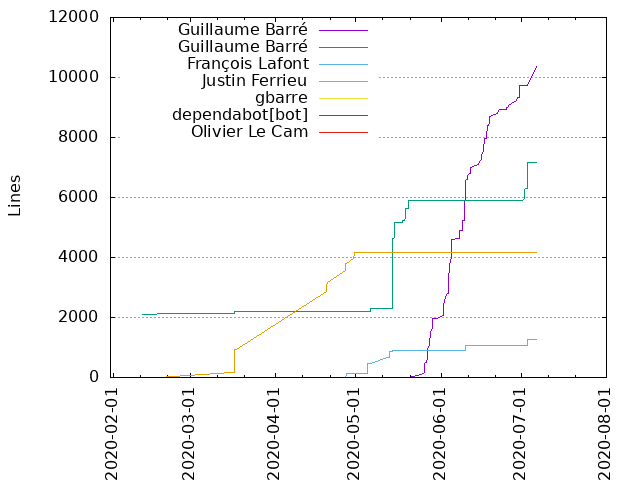 Guillaume Barré
Guillaume Barré
François Lafont
Justin Ferrieu
gbarre
dependabot[bot]
Olivier Le Cam
Lines
12000
10000
8000
6000
4000
2000
0
2020-02-01
2020-03-01
2020-04-01
2020-05-01
2020-06-01
2020-07-01
2020-08-01